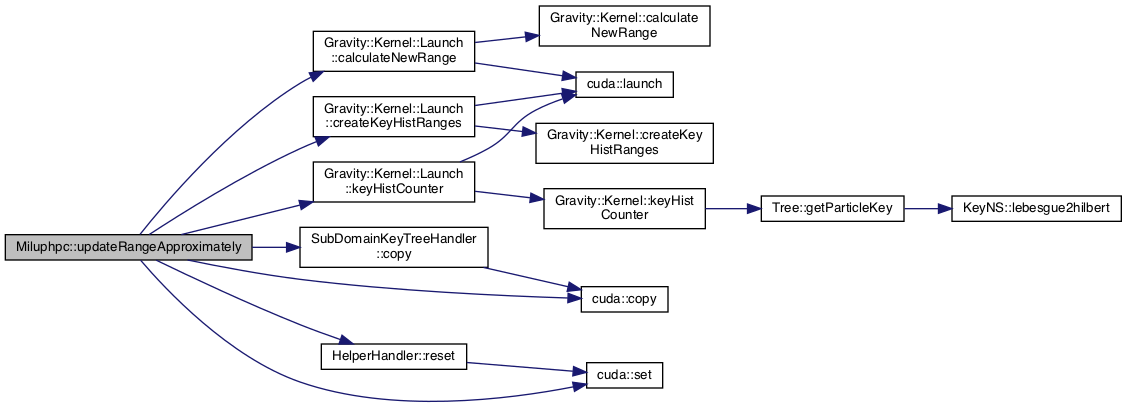 Miluphpc::updateRangeApproximately
Gravity::Kernel::Launch
::calculateNewRange
Gravity::Kernel::Launch
::createKeyHistRanges
Gravity::Kernel::Launch
::keyHistCounter
SubDomainKeyTreeHandler
::copy
HelperHandler::reset
Gravity::Kernel::calculate
NewRange
cuda::launch
Gravity::Kernel::createKey
HistRanges
Gravity::Kernel::keyHist
Counter
cuda::copy
cuda::set
Tree::getParticleKey
KeyNS::lebesgue2hilbert